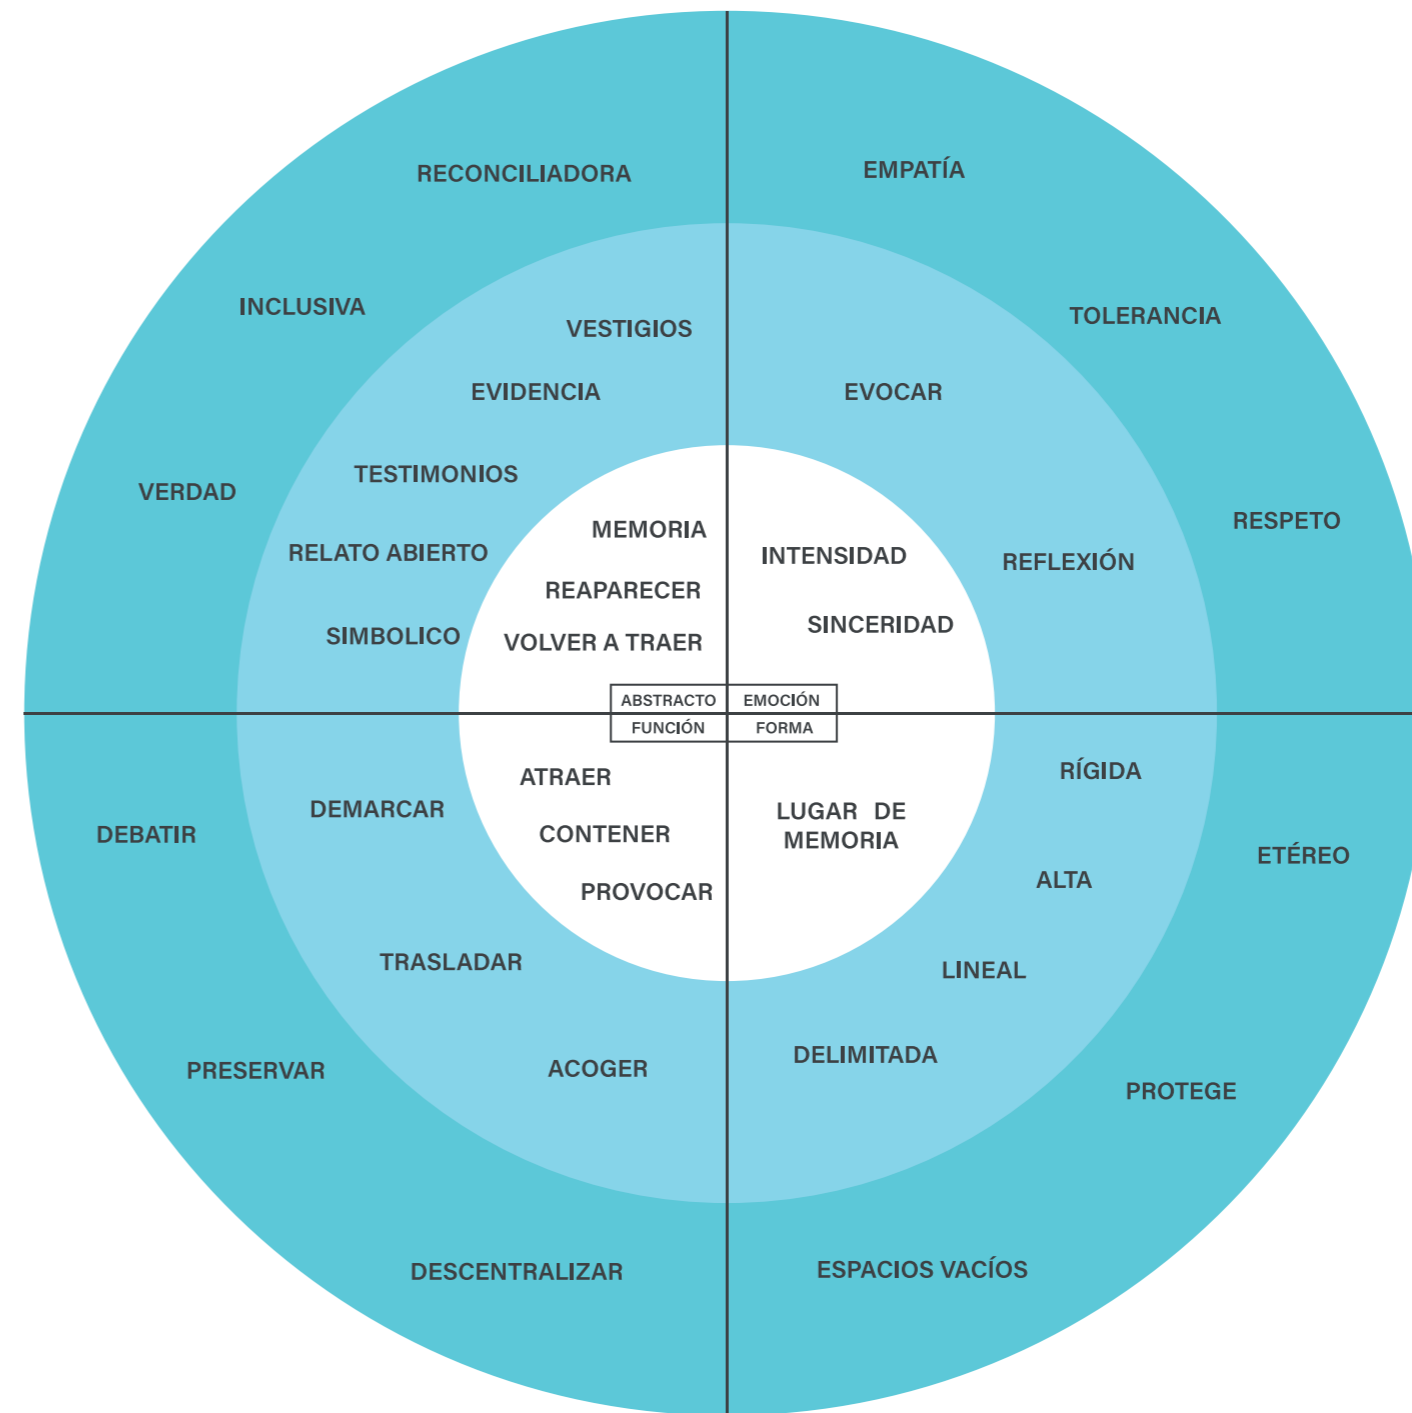 RECONCILIADORA
INCLUSIVA
VERDAD
VESTIGIOS
EVIDENCIA
TESTIMONIOS
RELATO ABIERTO
SIMBOLICO
MEMORIA
REAPARECER
VOLVER A TRAER
ABSTRACTO
EMPATÍA
TOLERANCIA
RESPETO
EVOCAR
REFLEXIÓN
INTENSIDAD
SINCERIDAD
EMOCIÓN
FUNCIÓN
ATRAER
CONTENER
PROVOCAR
DEMARCAR
TRASLADAR
ACOGER
DEBATIR
PRESERVAR
DESCENTRALIZAR
FORMA
LUGAR DE
MEMORIA
RÍGIDA
ALTA
LINEAL
DELIMITADA
ETÉREO
PROTEGE
ESPACIOS VACÍOS